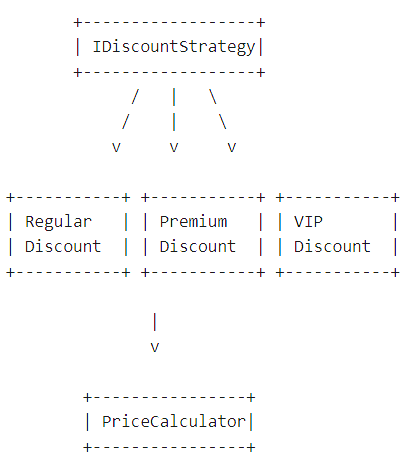 +------------------+
| IDiscountStrategy|
+------------------+
/ | \
/ | \
v v v
+-----------+ +-----------+ +-----------+
| Regular | | Premium | | VIP |
| Discount | | Discount | | Discount |
+-----------+ +-----------+ +-----------+
|
v
+----------------+
| PriceCalculator|
+----------------+